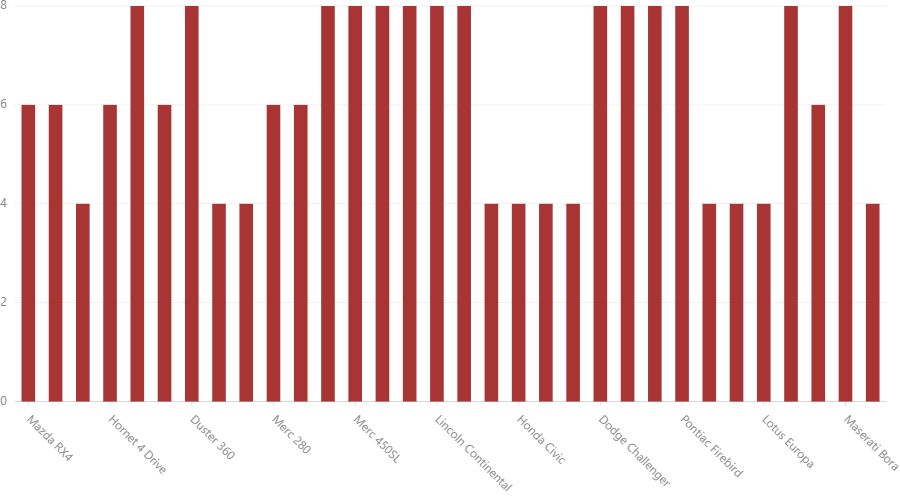 8
6
4
2
0
Mazda RX4
Hornet 4 Drive
Duster 360
Merc 280
Merc 450SL
Lincoln Continental
Honda Civic
Dodge Challenger
Pontiac Firebird
Lotus Europa
Maserati Bora